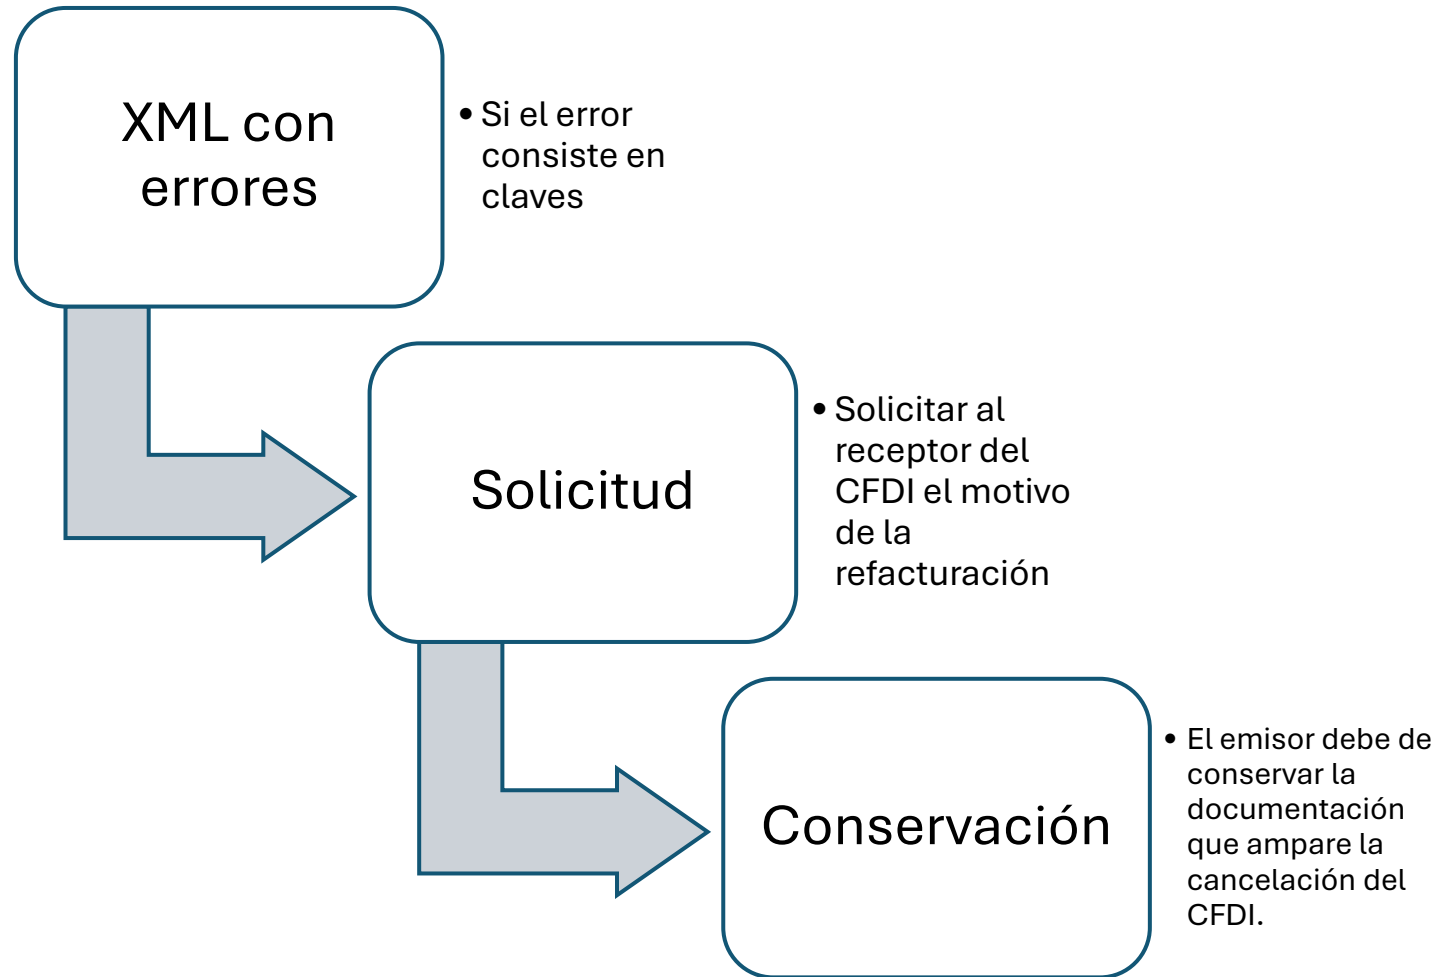 XML con
errores
• Si el error
consiste en
claves
Solicitud
• Solicitar al
receptor del
CFDI el motivo
de la
refacturación
Conservación
• El emisor debe de
conservar la
documentación
que ampare la
cancelación del
CFDI.